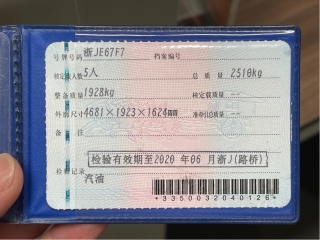 号牌号码 浙JE67F7 档案编号
核定载人数 5人 总质量 2510kg
整备质量 1928kg 核定载质量 --
外廓尺寸 4681×1923×1624mm 准牵引总质量 --
备注
检验有效期至2020年06月浙J(路桥)
检验记录
汽油
*3350032040126*